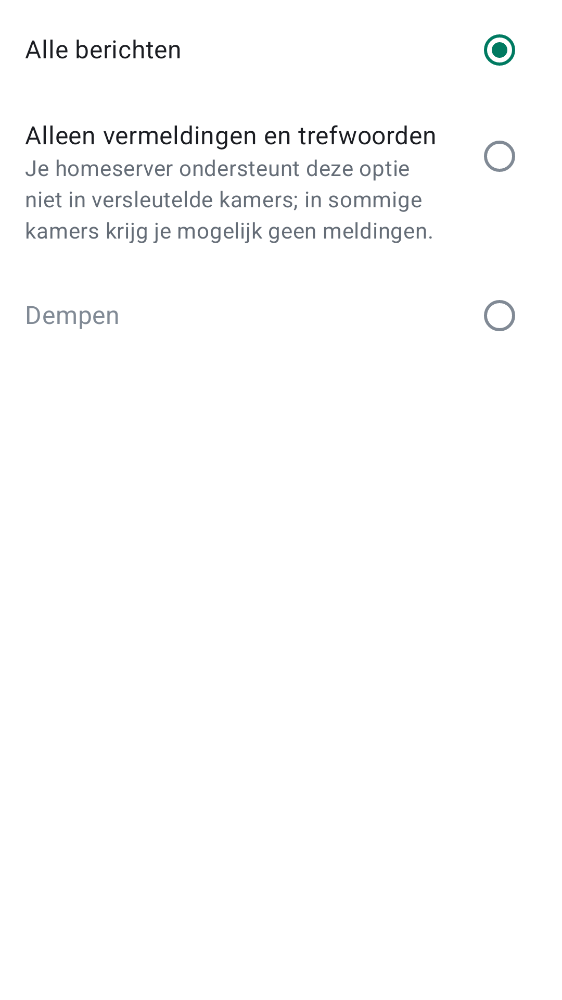 Alle berichten
Alleen vermeldingen en trefwoorden
Je homeserver ondersteunt deze optie
niet in versleutelde kamers; in sommige
kamers krijg je mogelijk geen meldingen.
Dempen